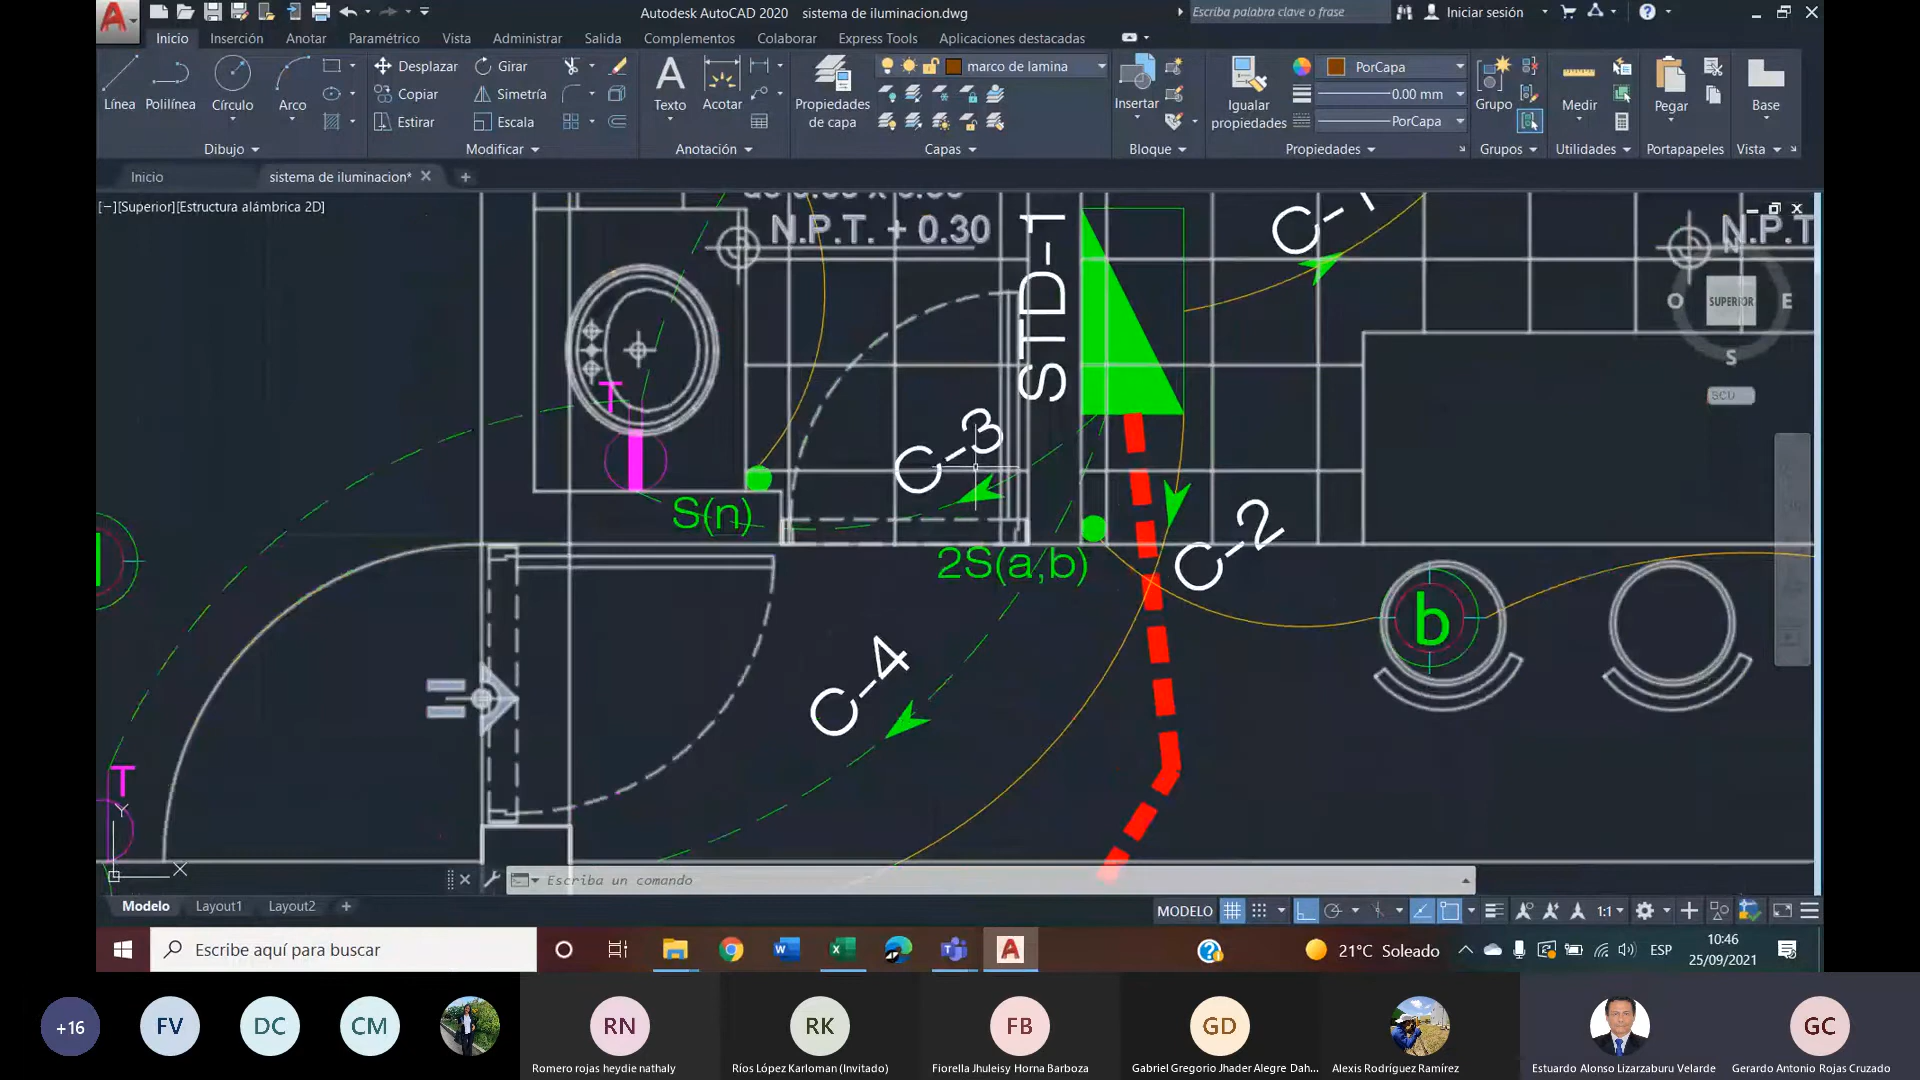 Autodesk AutoCAD 2020 sistema de iluminacion.dwg
Escriba palabra clave o frase
Iniciar sesión
Inicio Inserción Anotar Paramétrico Vista Administrar Salida Complementos Colaborar Express Tools Aplicaciones destacadas
Línea Polilínea Círculo Arco
Desplazar Girar
Copiar Simetría
Estirar Escala
Texto Acotar
Propiedades de capa
marco de lamina
Insertar
Igualar propiedades
PorCapa
0.00 mm
PorCapa
Grupo
Medir
Pegar
Base
Dibujo Modificar Anotación Capas Bloque Propiedades Grupos Utilidades Portapapeles Vista
Inicio sistema de iluminacion*
[−][Superior][Estructura alámbrica 2D]
N.P.T. + 0.30
STD-1
C-1
N.P.T
N
O SUPERIOR E
S
SCU
T
C-3
S(n)
2S(a,b)
C-2
b
C-4
T
Y
X
Escriba un comando
Modelo Layout1 Layout2
MODELO
1:1
Escribe aquí para buscar
21°C Soleado
ESP
10:46
25/09/2021
+16 FV DC CM RN RK FB GD GC
Romero rojas heydie nathaly
Ríos López Karloman (Invitado)
Fiorella Jhuleisy Horna Barboza
Gabriel Gregorio Jhader Alegre Dah...
Alexis Rodríguez Ramírez
Estuardo Alonso Lizarzaburu Velarde
Gerardo Antonio Rojas Cruzado